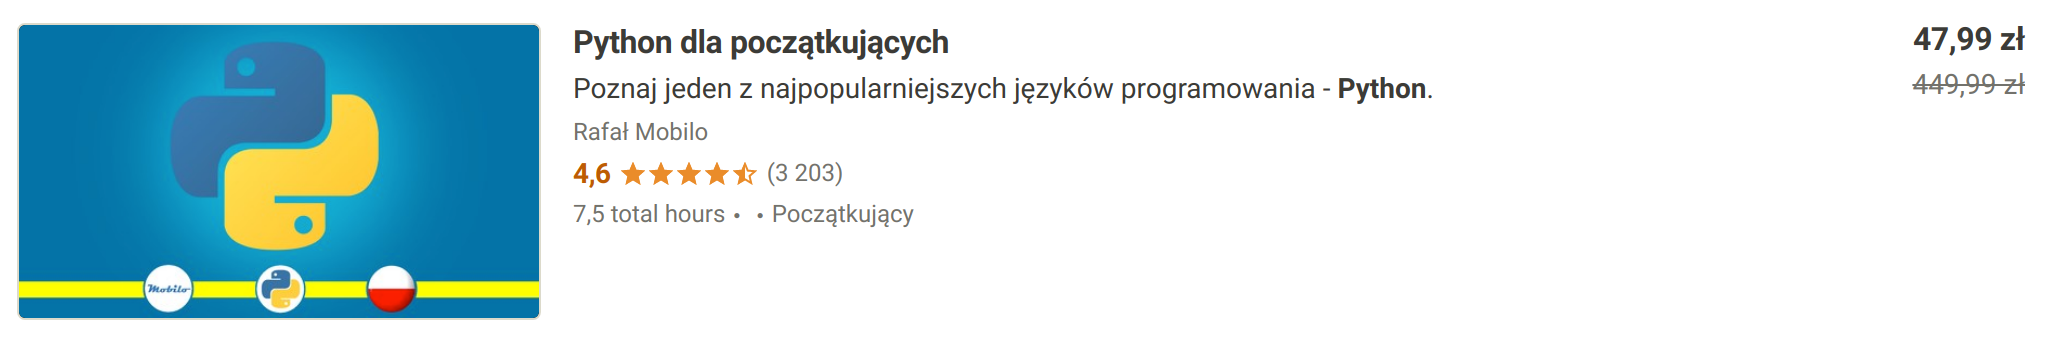 Python dla początkujących
Poznaj jeden z najpopularniejszych języków programowania - Python.
Rafał Mobilo
4,6 (3 203)
7,5 total hours • • Początkujący
47,99 zł
449,99 zł
Mobilo